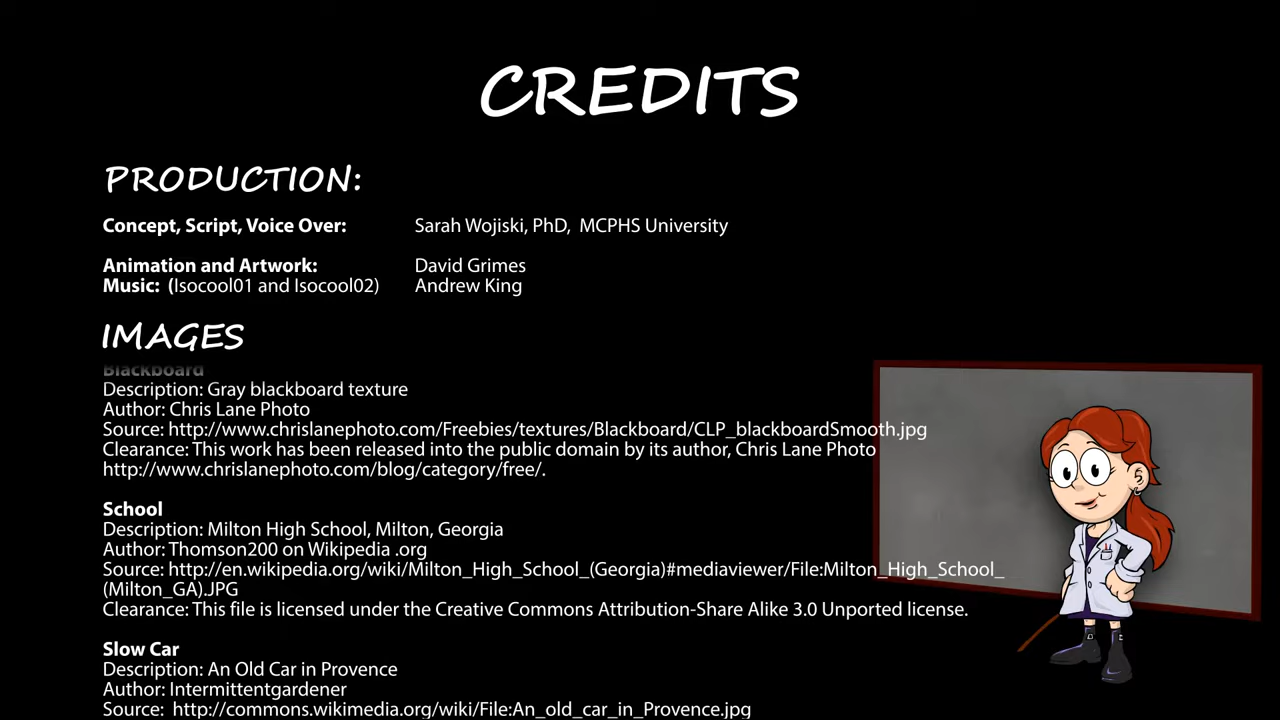 CREDITS
PRODUCTION:
Concept, Script, Voice Over: Sarah Wojiski, PhD, MCPHS University
Animation and Artwork: David Grimes
Music: (Isocool01 and Isocool02) Andrew King
IMAGES
Blackboard
Description: Gray blackboard texture
Author: Chris Lane Photo
Source: http://www.chrislanephoto.com/Freebies/textures/Blackboard/CLP_blackboardSmooth.jpg
Clearance: This work has been released into the public domain by its author, Chris Lane Photo
http://www.chrislanephoto.com/blog/category/free/.
School
Description: Milton High School, Milton, Georgia
Author: Thomson200 on Wikipedia .org
Source: http://en.wikipedia.org/wiki/Milton_High_School_(Georgia)#mediaviewer/File:Milton_High_School_
(Milton_GA).JPG
Clearance: This file is licensed under the Creative Commons Attribution-Share Alike 3.0 Unported license.
Slow Car
Description: An Old Car in Provence
Author: Intermittentgardener
Source: http://commons.wikimedia.org/wiki/File:An_old_car_in_Provence.jpg